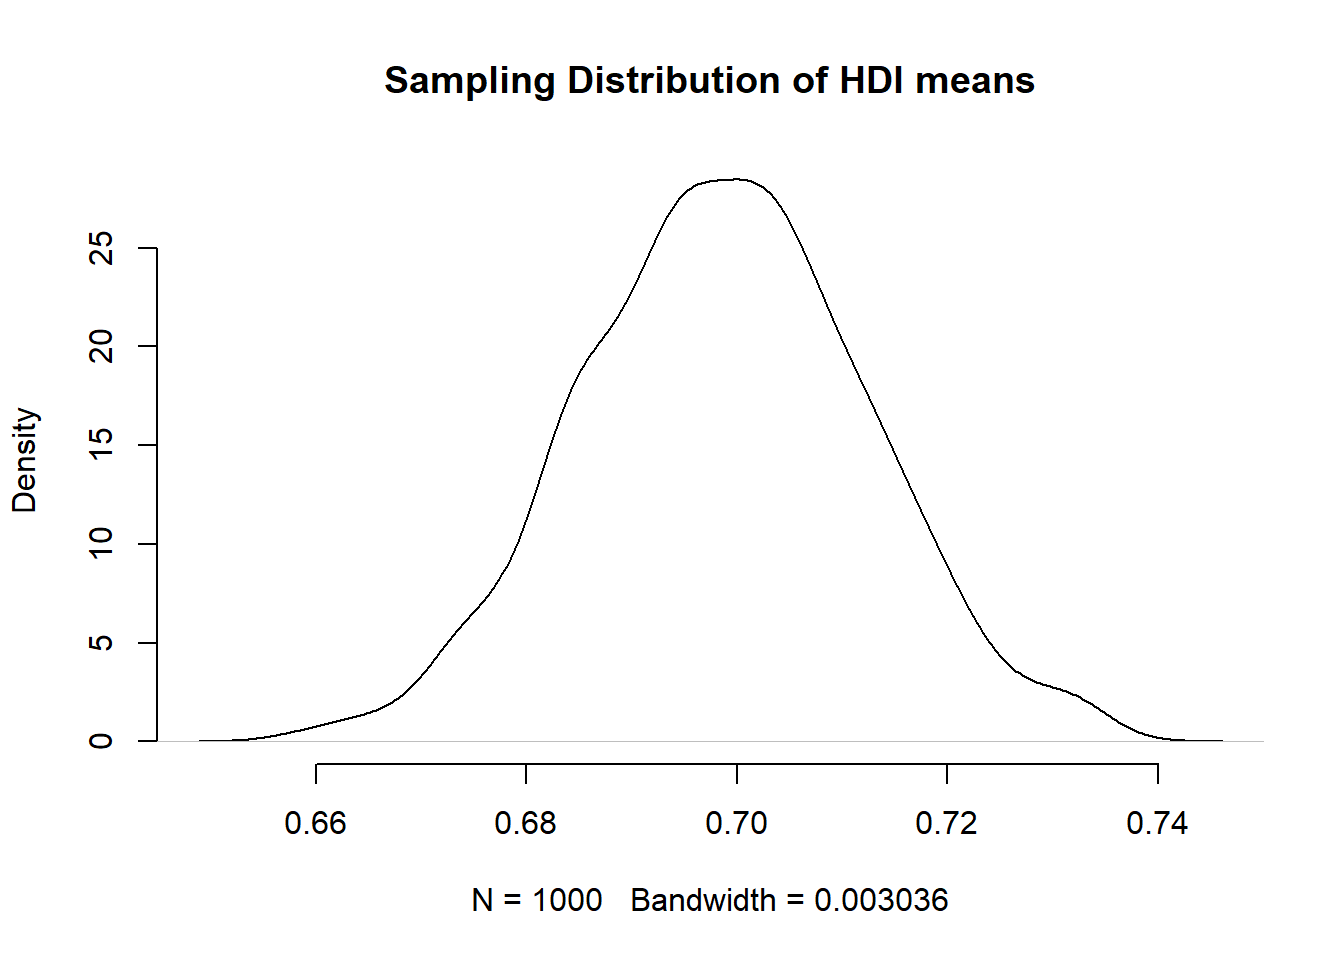 Sampling Distribution of HDI means
Density
25
20
15
10
5
0
0.66 0.68 0.70 0.72 0.74
N = 1000 Bandwidth = 0.003036